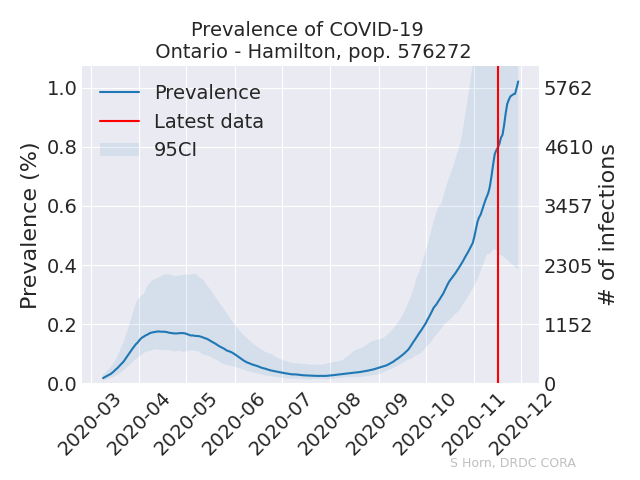 Prevalence of COVID-19
Ontario - Hamilton, pop. 576272
Prevalence
Latest data
95CI
Prevalence (%)
1.0
0.8
0.6
0.4
0.2
0.0
5762
4610
3457
2305
1152
0
# of infections
2020-03
2020-04
2020-05
2020-06
2020-07
2020-08
2020-09
2020-10
2020-11
2020-12
S Horn, DRDC CORA